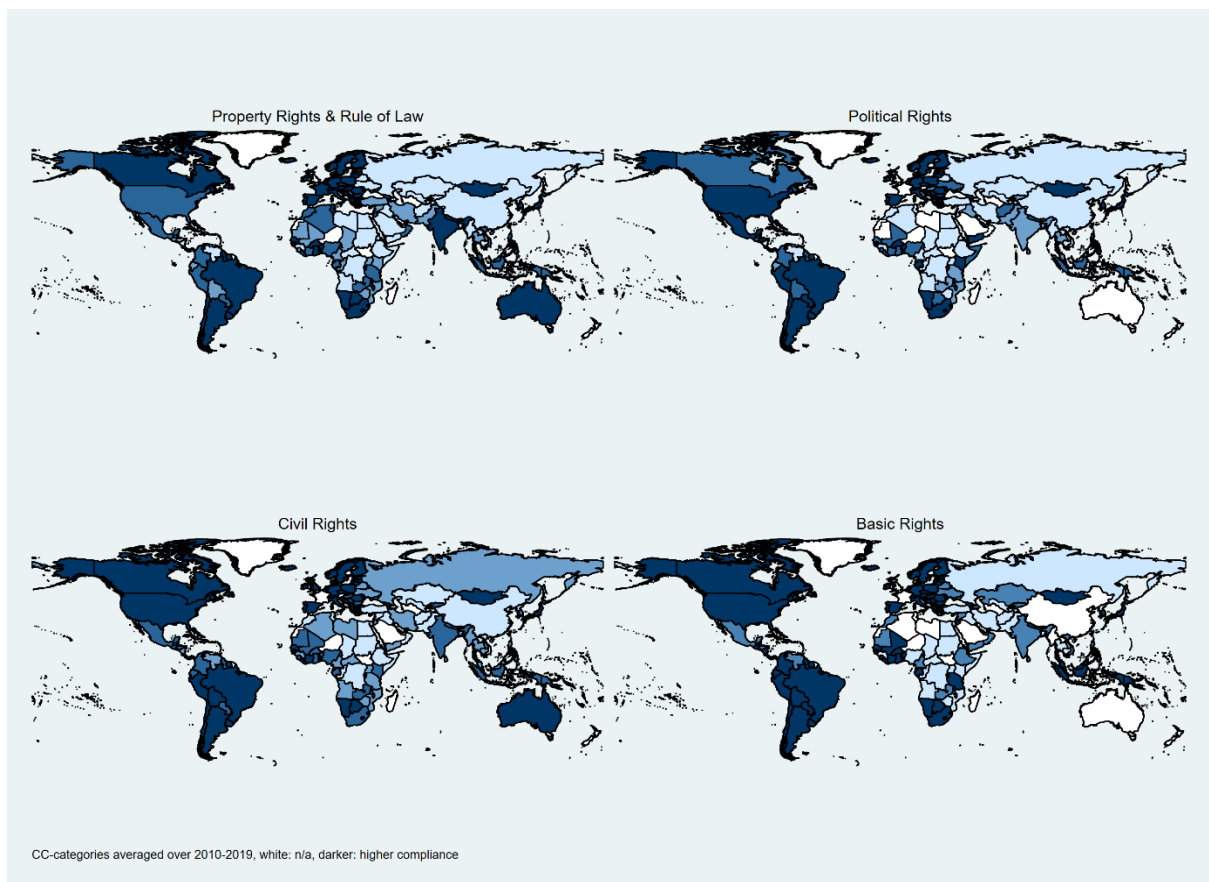 Property Rights & Rule of Law
Political Rights
Civil Rights
Basic Rights
CC-categories averaged over 2010-2019, white: n/a, darker: higher compliance